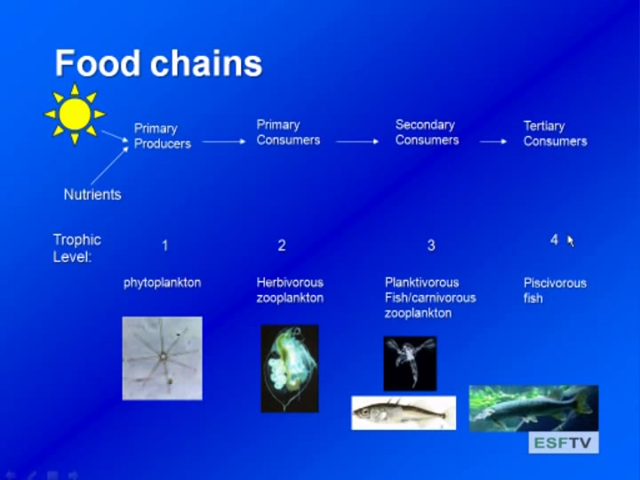 Food chains
Primary
Producers
Primary
Consumers
Secondary
Consumers
Tertiary
Consumers
Nutrients
Trophic
Level:
1
2
3
4
phytoplankton
Herbivorous
zooplankton
Planktivorous
Fish/carnivorous
zooplankton
Piscivorous
fish
ESFTV